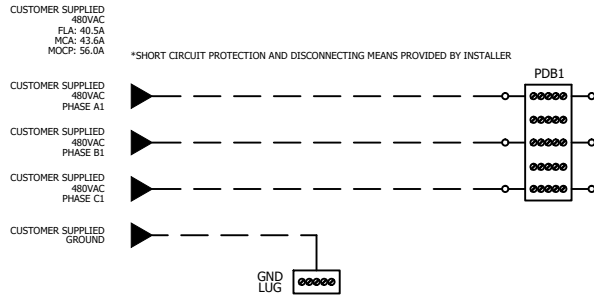 CUSTOMER SUPPLIED
480VAC
FLA: 40.5A
MCA: 43.6A
MOCP: 56.0A
*SHORT CIRCUIT PROTECTION AND DISCONNECTING MEANS PROVIDED BY INSTALLER
PDB1
CUSTOMER SUPPLIED
480VAC
PHASE A1
CUSTOMER SUPPLIED
480VAC
PHASE B1
CUSTOMER SUPPLIED
480VAC
PHASE C1
CUSTOMER SUPPLIED
GROUND
GND
LUG